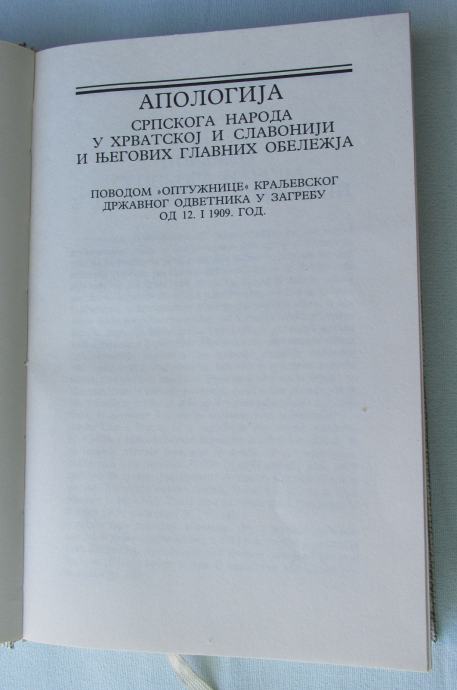 АПОЛОГИЈА
СРПСКОГА НАРОДА
У ХРВАТСКОЈ И СЛАВОНИЈИ
И ЊЕГОВИХ ГЛАВНИХ ОБЕЛЕЖЈА
ПОВОДОМ »ОПТУЖНИЦЕ« КРАЉЕВСКОГ
ДРЖАВНОГ ОДВЕТНИКА У ЗАГРЕБУ
ОД 12. I 1909. ГОД.